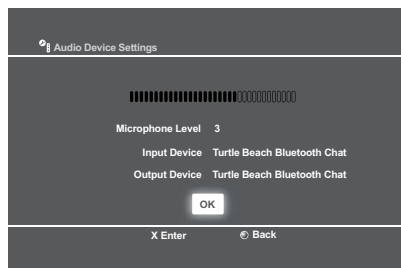 Audio Device Settings
Microphone Level 3
Input Device Turtle Beach Bluetooth Chat
Output Device Turtle Beach Bluetooth Chat
OK
X Enter Back